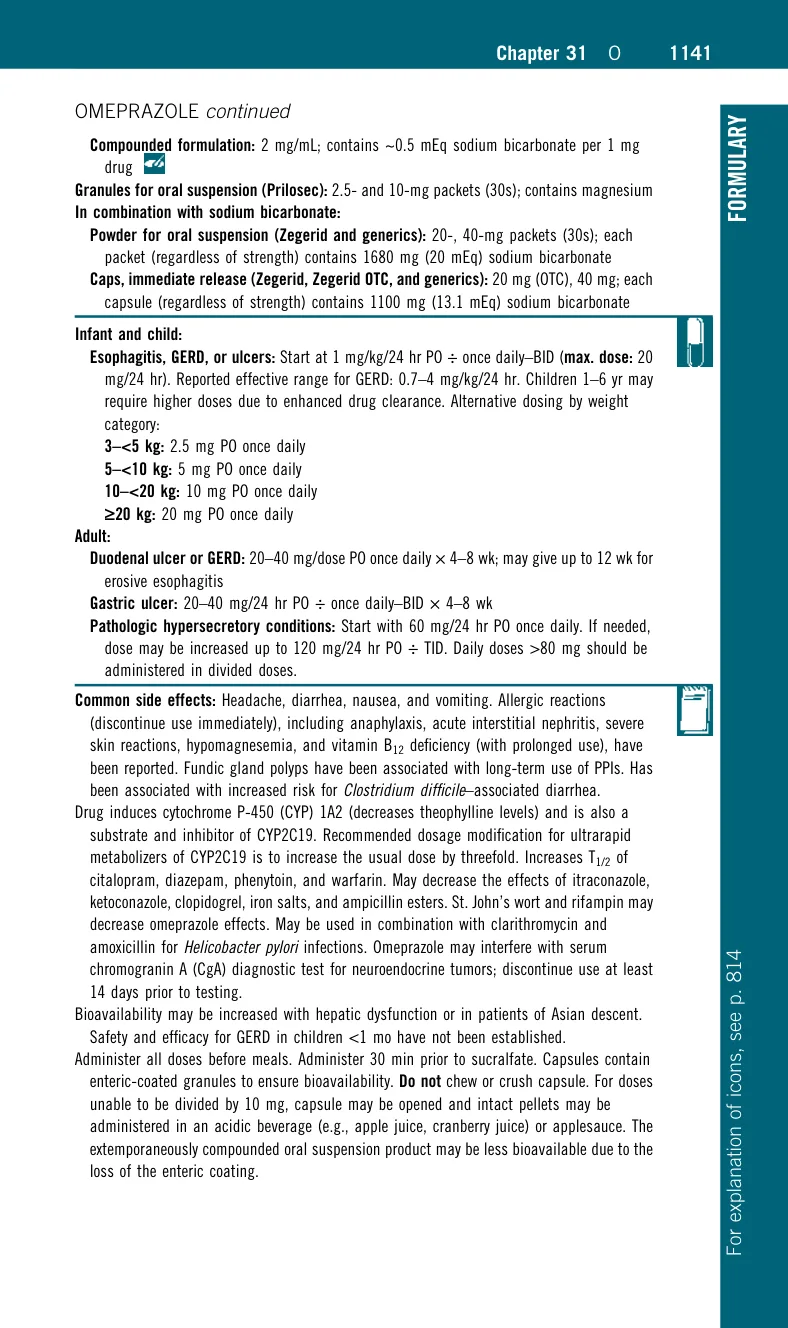 Chapter 31 O 1141
OMEPRAZOLE continued
Compounded formulation: 2 mg/mL; contains ~0.5 mEq sodium bicarbonate per 1 mg
drug
Granules for oral suspension (Prilosec): 2.5- and 10-mg packets (30s); contains magnesium
In combination with sodium bicarbonate:
Powder for oral suspension (Zegerid and generics): 20-, 40-mg packets (30s); each
packet (regardless of strength) contains 1680 mg (20 mEq) sodium bicarbonate
Caps, immediate release (Zegerid, Zegerid OTC, and generics): 20 mg (OTC), 40 mg; each
capsule (regardless of strength) contains 1100 mg (13.1 mEq) sodium bicarbonate
Infant and child:
Esophagitis, GERD, or ulcers: Start at 1 mg/kg/24 hr PO ÷ once daily–BID (max. dose: 20
mg/24 hr). Reported effective range for GERD: 0.7–4 mg/kg/24 hr. Children 1–6 yr may
require higher doses due to enhanced drug clearance. Alternative dosing by weight
category:
3–<5 kg: 2.5 mg PO once daily
5–<10 kg: 5 mg PO once daily
10–<20 kg: 10 mg PO once daily
≥20 kg: 20 mg PO once daily
Adult:
Duodenal ulcer or GERD: 20–40 mg/dose PO once daily × 4–8 wk; may give up to 12 wk for
erosive esophagitis
Gastric ulcer: 20–40 mg/24 hr PO ÷ once daily–BID × 4–8 wk
Pathologic hypersecretory conditions: Start with 60 mg/24 hr PO once daily. If needed,
dose may be increased up to 120 mg/24 hr PO ÷ TID. Daily doses >80 mg should be
administered in divided doses.
Common side effects: Headache, diarrhea, nausea, and vomiting. Allergic reactions
(discontinue use immediately), including anaphylaxis, acute interstitial nephritis, severe
skin reactions, hypomagnesemia, and vitamin B12 deficiency (with prolonged use), have
been reported. Fundic gland polyps have been associated with long-term use of PPIs. Has
been associated with increased risk for Clostridium difficile–associated diarrhea.
Drug induces cytochrome P-450 (CYP) 1A2 (decreases theophylline levels) and is also a
substrate and inhibitor of CYP2C19. Recommended dosage modification for ultrarapid
metabolizers of CYP2C19 is to increase the usual dose by threefold. Increases T1/2 of
citalopram, diazepam, phenytoin, and warfarin. May decrease the effects of itraconazole,
ketoconazole, clopidogrel, iron salts, and ampicillin esters. St. John's wort and rifampin may
decrease omeprazole effects. May be used in combination with clarithromycin and
amoxicillin for Helicobacter pylori infections. Omeprazole may interfere with serum
chromogranin A (CgA) diagnostic test for neuroendocrine tumors; discontinue use at least
14 days prior to testing.
Bioavailability may be increased with hepatic dysfunction or in patients of Asian descent.
Safety and efficacy for GERD in children <1 mo have not been established.
Administer all doses before meals. Administer 30 min prior to sucralfate. Capsules contain
enteric-coated granules to ensure bioavailability. Do not chew or crush capsule. For doses
unable to be divided by 10 mg, capsule may be opened and intact pellets may be
administered in an acidic beverage (e.g., apple juice, cranberry juice) or applesauce. The
extemporaneously compounded oral suspension product may be less bioavailable due to the
loss of the enteric coating.
FORMULARY
For explanation of icons, see p. 814